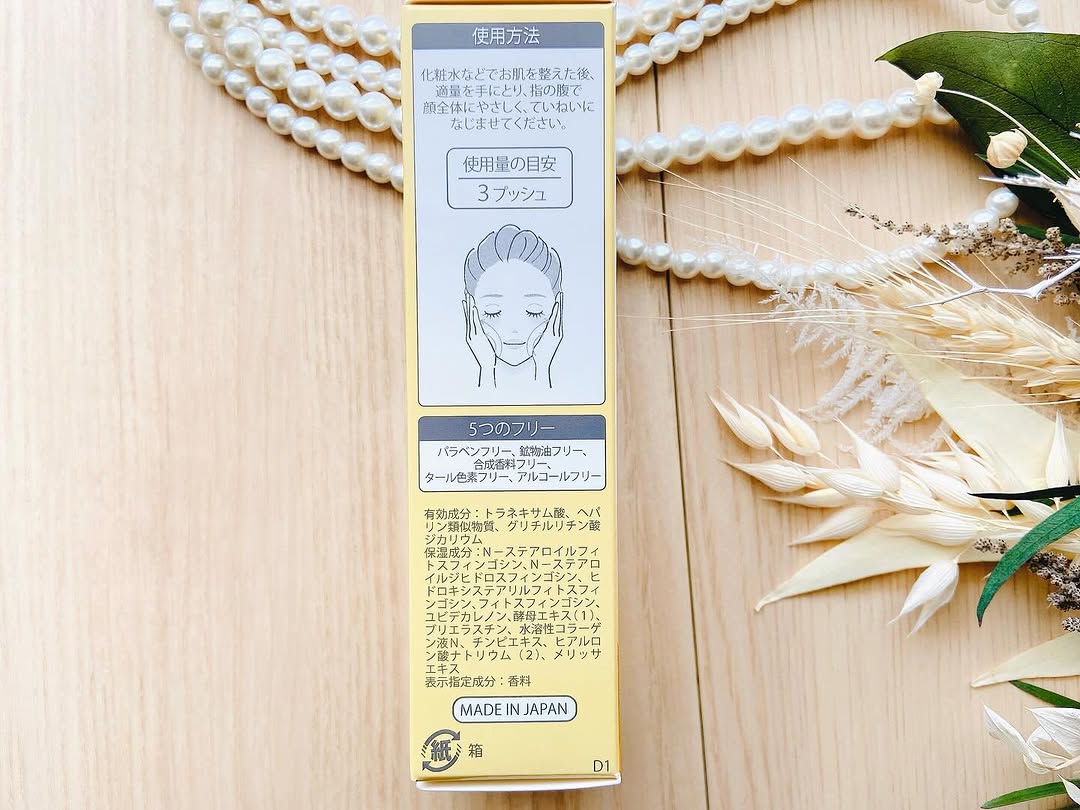 使用方法
化粧水などでお肌を整えた後、
適量を手にとり、指の腹で
顔全体にやさしく、ていねいに
なじませてください。
使用量の目安
3プッシュ
5つのフリー
パラベンフリー、鉱物油フリー、
合成香料フリー、
タール色素フリー、アルコールフリー
有効成分：トラネキサム酸、ヘパ
リン類似物質、グリチルリチン酸
ジカリウム
保湿成分：N－ステアロイルフィ
トスフィンゴシン、N－ステアロ
イルジヒドロスフィンゴシン、ヒ
ドロキシステアリルフィトスフィ
ンゴシン、フィトスフィンゴシン、
ユビデカレノン、酵母エキス（1）、
プリエラスチン、水溶性コラーゲ
ン液N、チンピエキス、ヒアルロ
ン酸ナトリウム（2）、メリッサ
エキス
表示指定成分：香料
MADE IN JAPAN
紙 箱
D1